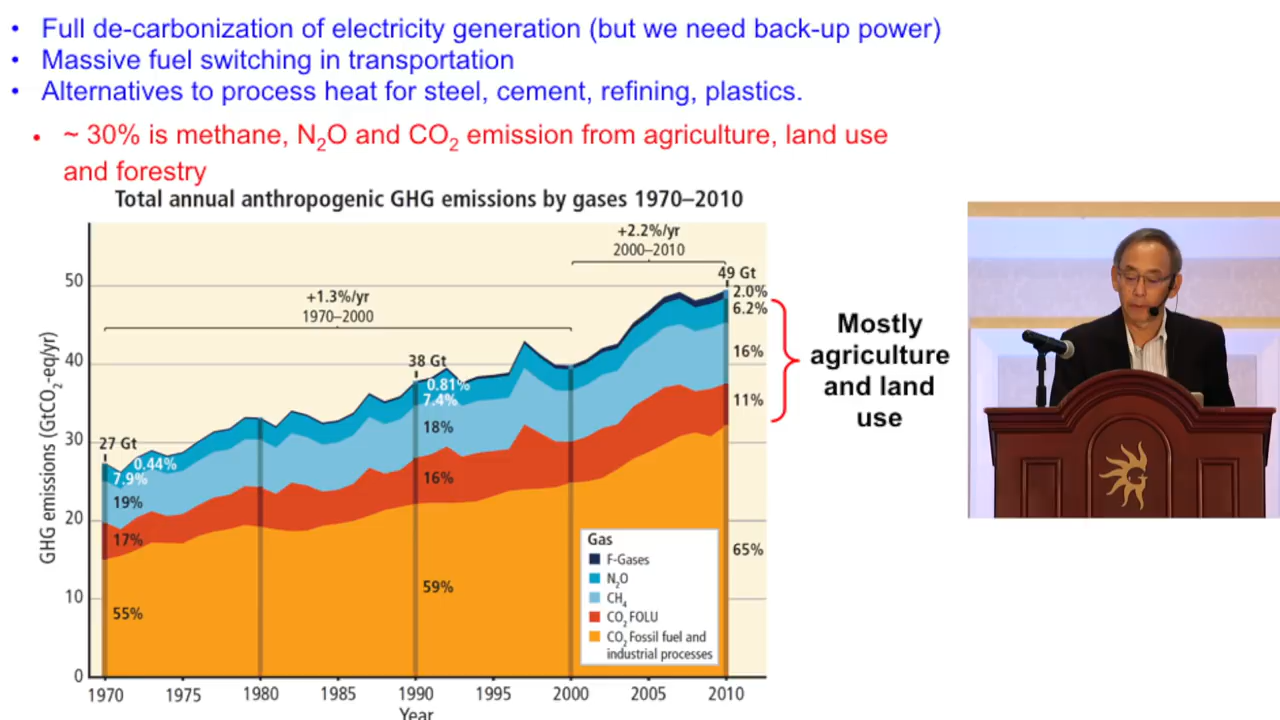 • Full de-carbonization of electricity generation (but we need back-up power)
• Massive fuel switching in transportation
• Alternatives to process heat for steel, cement, refining, plastics.
• ~ 30% is methane, N₂O and CO₂ emission from agriculture, land use
and forestry
Total annual anthropogenic GHG emissions by gases 1970–2010
+2.2%/yr
2000–2010
49 Gt
2.0%
6.2%
16%
11%
65%
+1.3%/yr
1970–2000
38 Gt
0.81%
7.4%
18%
16%
59%
27 Gt
0.44%
7.9%
19%
17%
55%
Mostly
agriculture
and land
use
GHG emissions (GtCO₂-eq/yr)
50
40
30
20
10
0
Gas
F-Gases
N₂O
CH₄
CO₂ FOLU
CO₂ Fossil fuel and
industrial processes
1970 1975 1980 1985 1990 1995 2000 2005 2010
Year